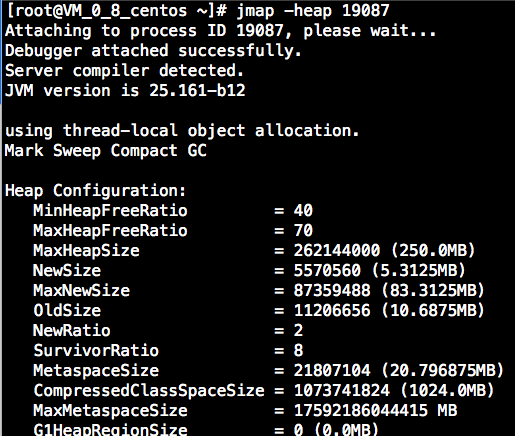 [root@VM_0_8_centos ~]# jmap -heap 19087
Attaching to process ID 19087, please wait...
Debugger attached successfully.
Server compiler detected.
JVM version is 25.161-b12
using thread-local object allocation.
Mark Sweep Compact GC
Heap Configuration:
MinHeapFreeRatio = 40
MaxHeapFreeRatio = 70
MaxHeapSize = 262144000 (250.0MB)
NewSize = 5570560 (5.3125MB)
MaxNewSize = 87359488 (83.3125MB)
OldSize = 11206656 (10.6875MB)
NewRatio = 2
SurvivorRatio = 8
MetaspaceSize = 21807104 (20.796875MB)
CompressedClassSpaceSize = 1073741824 (1024.0MB)
MaxMetaspaceSize = 17592186044415 MB
G1HeapRegionSize = 0 (0.0MB)